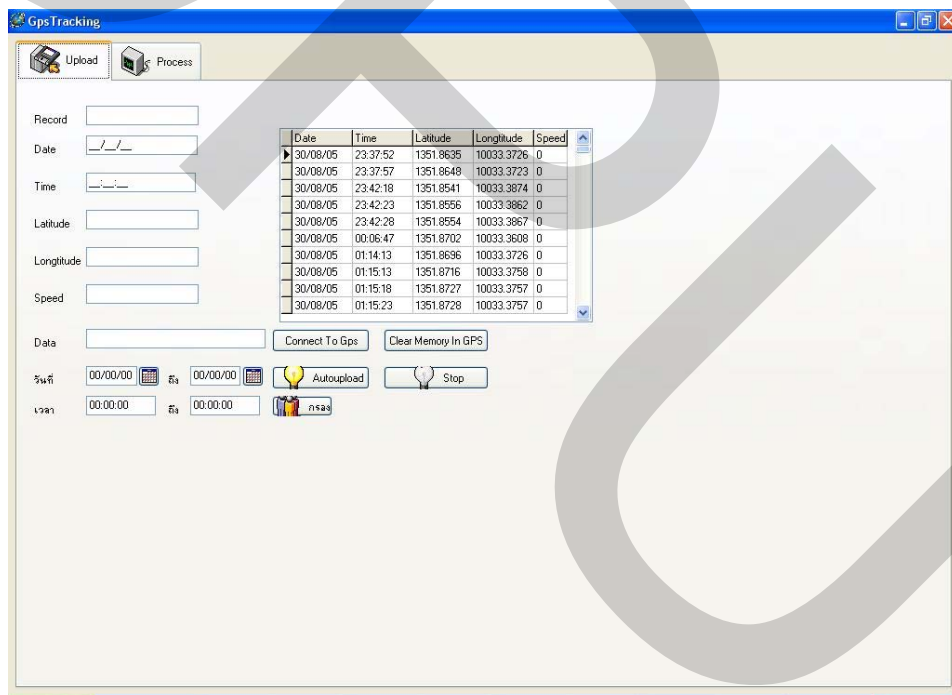 GpsTracking
Upload
Process
Record
Date
__/__/__
Time
__:__:__
Latitude
Longtitude
Speed
Date Time Latitude Longtitude Speed
30/08/05 23:37:52 1351.8635 10033.3726 0
30/08/05 23:37:57 1351.8648 10033.3723 0
30/08/05 23:42:18 1351.8541 10033.3874 0
30/08/05 23:42:23 1351.8556 10033.3862 0
30/08/05 23:42:28 1351.8554 10033.3867 0
30/08/05 00:06:47 1351.8702 10033.3608 0
30/08/05 01:14:13 1351.8696 10033.3726 0
30/08/05 01:15:13 1351.8716 10033.3758 0
30/08/05 01:15:18 1351.8727 10033.3757 0
30/08/05 01:15:23 1351.8728 10033.3757 0
Data
Connect To Gps
Clear Memory In GPS
วันที่ 00/00/00 ถึง 00/00/00
Autoupload
Stop
เวลา 00:00:00 ถึง 00:00:00
กรอง